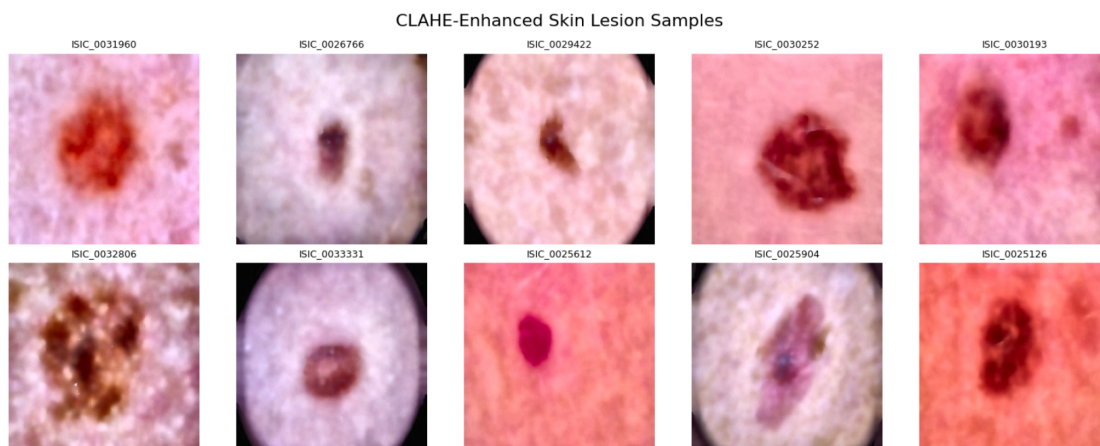 CLAHE-Enhanced Skin Lesion Samples
ISIC_0031960 ISIC_0026766 ISIC_0029422 ISIC_0030252 ISIC_0030193
ISIC_0032806 ISIC_0033331 ISIC_0025612 ISIC_0025904 ISIC_0025126